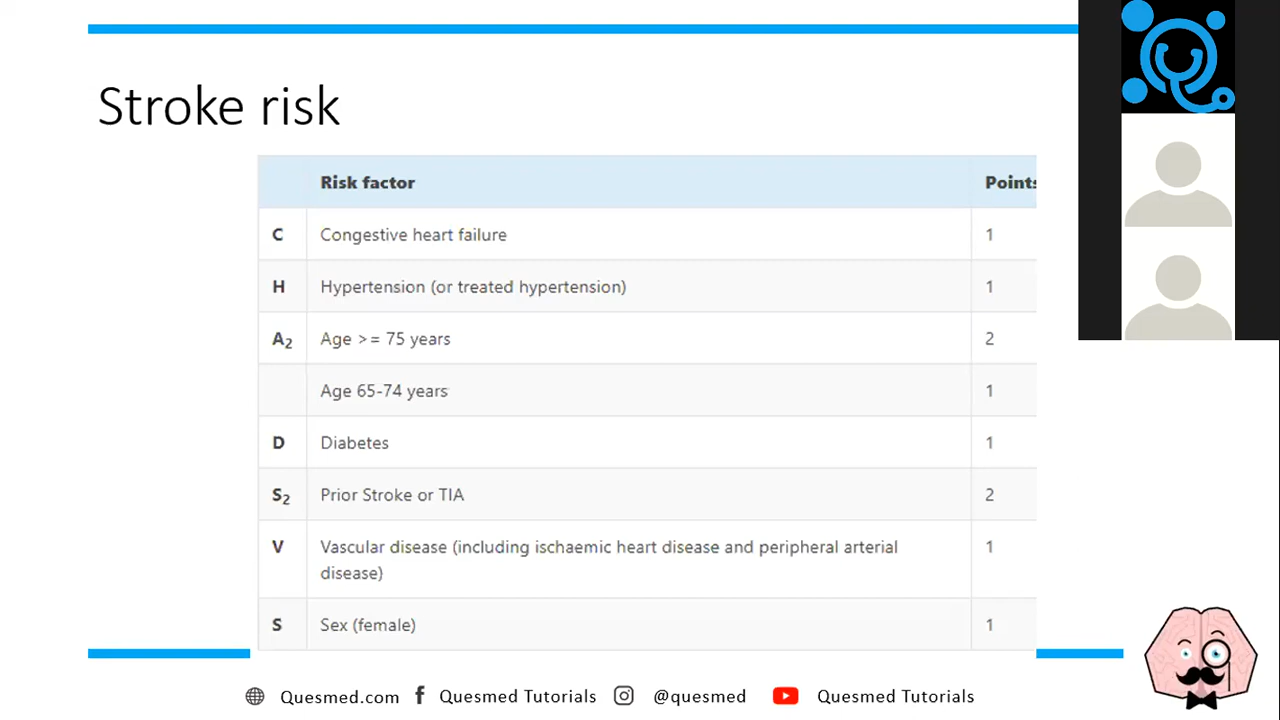 Stroke risk
Risk factor Points
C Congestive heart failure 1
H Hypertension (or treated hypertension) 1
A₂ Age >= 75 years 2
Age 65-74 years 1
D Diabetes 1
S₂ Prior Stroke or TIA 2
V Vascular disease (including ischaemic heart disease and peripheral arterial 1
disease)
S Sex (female) 1
Quesmed.com Quesmed Tutorials @quesmed Quesmed Tutorials